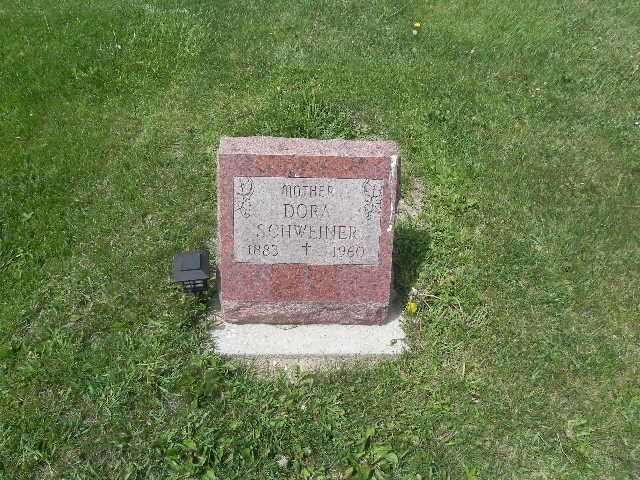 MOTHER
DORA
SCHWEINER
1883 1960